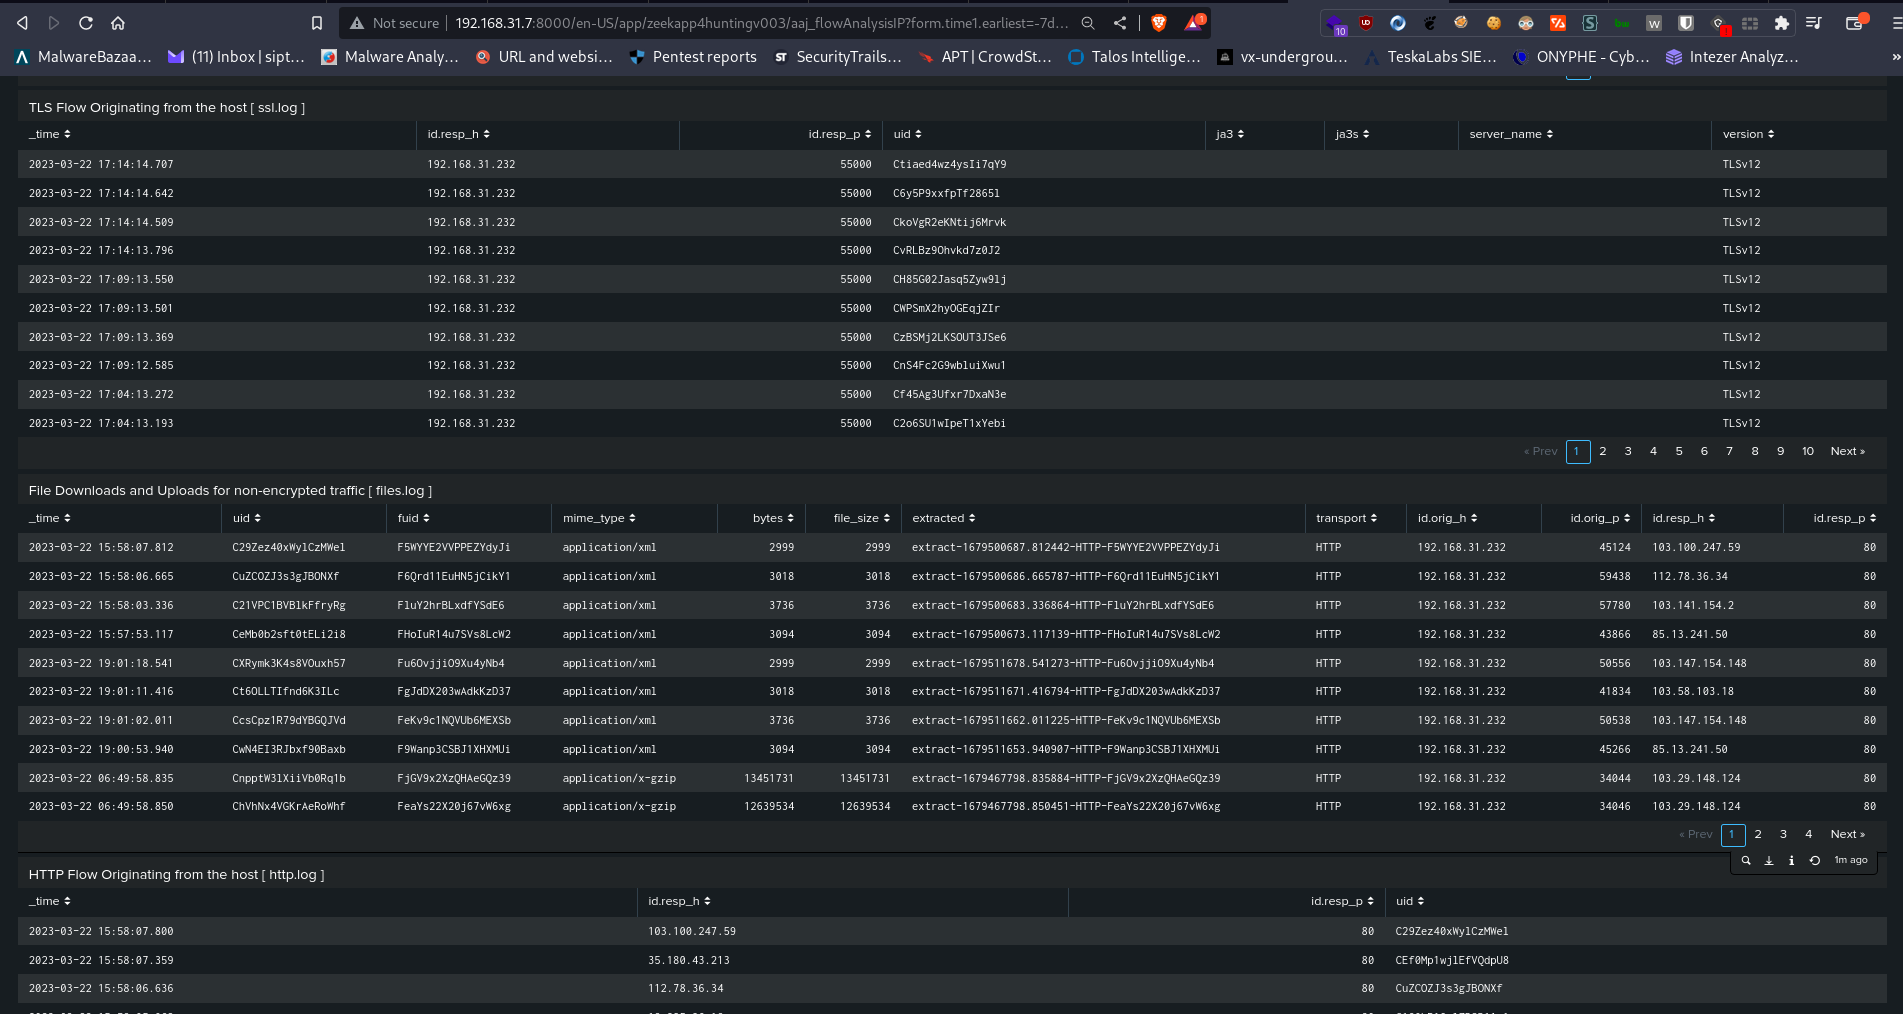 Not secure 192.168.31.7:8000/en-US/app/zeekapp4huntingv003/aaj_flowAnalysisIP?form.time1.earliest=-7d...
1
10
1
MalwareBazaa... (11) Inbox | sipt... Malware Analy... URL and websi... Pentest reports SecurityTrails... APT | CrowdSt... Talos Intellige... vx-undergrou... TeskaLabs SIE... ONYPHE - Cyb... Intezer Analyz... »
TLS Flow Originating from the host [ ssl.log ]
_time id.resp_h id.resp_p uid ja3 ja3s server_name version
2023-03-22 17:14:14.707 192.168.31.232 55000 Ctiaed4wz4ysIi7qY9 TLSv12
2023-03-22 17:14:14.642 192.168.31.232 55000 C6y5P9xxfpTf2865l TLSv12
2023-03-22 17:14:14.509 192.168.31.232 55000 CkoVgR2eKNtij6Mrvk TLSv12
2023-03-22 17:14:13.796 192.168.31.232 55000 CvRLBz9Ohvkd7z0J2 TLSv12
2023-03-22 17:09:13.550 192.168.31.232 55000 CH85G02Jasq5Zyw9lj TLSv12
2023-03-22 17:09:13.501 192.168.31.232 55000 CWPSmX2hyOGEqjZIr TLSv12
2023-03-22 17:09:13.369 192.168.31.232 55000 CzBSMj2LKSOUT3JSe6 TLSv12
2023-03-22 17:09:12.585 192.168.31.232 55000 CnS4Fc2G9wbluiXwu1 TLSv12
2023-03-22 17:04:13.272 192.168.31.232 55000 Cf45Ag3Ufxr7DxaN3e TLSv12
2023-03-22 17:04:13.193 192.168.31.232 55000 C2o6SU1wIpeT1xYebi TLSv12
« Prev 1 2 3 4 5 6 7 8 9 10 Next »
File Downloads and Uploads for non-encrypted traffic [ files.log ]
_time uid fuid mime_type bytes file_size extracted transport id.orig_h id.orig_p id.resp_h id.resp_p
2023-03-22 15:58:07.812 C29Zez40xWylCzMWel F5WYYE2VVPPEZYdyJi application/xml 2999 2999 extract-1679500687.812442-HTTP-F5WYYE2VVPPEZYdyJi HTTP 192.168.31.232 45124 103.100.247.59 80
2023-03-22 15:58:06.665 CuZCOZJ3s3gJBONXf F6Qrd11EuHN5jCikY1 application/xml 3018 3018 extract-1679500686.665787-HTTP-F6Qrd11EuHN5jCikY1 HTTP 192.168.31.232 59438 112.78.36.34 80
2023-03-22 15:58:03.336 C21VPC1BVBlkFfryRg FluY2hrBLxdfYSdE6 application/xml 3736 3736 extract-1679500683.336864-HTTP-FluY2hrBLxdfYSdE6 HTTP 192.168.31.232 57780 103.141.154.2 80
2023-03-22 15:57:53.117 CeMb0b2sft0tELi2i8 FHoIuR14u7SVs8LcW2 application/xml 3094 3094 extract-1679500673.117139-HTTP-FHoIuR14u7SVs8LcW2 HTTP 192.168.31.232 43866 85.13.241.50 80
2023-03-22 19:01:18.541 CXRymk3K4s8VOuxh57 Fu6OvjjiO9Xu4yNb4 application/xml 2999 2999 extract-1679511678.541273-HTTP-Fu6OvjjiO9Xu4yNb4 HTTP 192.168.31.232 50556 103.147.154.148 80
2023-03-22 19:01:11.416 Ct6OLLTIfnd6K3ILc FgJdDX203wAdkKzD37 application/xml 3018 3018 extract-1679511671.416794-HTTP-FgJdDX203wAdkKzD37 HTTP 192.168.31.232 41834 103.58.103.18 80
2023-03-22 19:01:02.011 CcsCpz1R79dYBGQJVd FeKv9c1NQVUb6MEXSb application/xml 3736 3736 extract-1679511662.011225-HTTP-FeKv9c1NQVUb6MEXSb HTTP 192.168.31.232 50538 103.147.154.148 80
2023-03-22 19:00:53.940 CwN4EI3RJbxf90Baxb F9Wanp3CSBJ1XHXMUi application/xml 3094 3094 extract-1679511653.940907-HTTP-F9Wanp3CSBJ1XHXMUi HTTP 192.168.31.232 45266 85.13.241.50 80
2023-03-22 06:49:58.835 CnpptW3lXiiVb0Rq1b FjGV9x2XzQHAeGQz39 application/x-gzip 13451731 13451731 extract-1679467798.835884-HTTP-FjGV9x2XzQHAeGQz39 HTTP 192.168.31.232 34044 103.29.148.124 80
2023-03-22 06:49:58.850 ChVhNx4VGKrAeRoWhf FeaYs22X20j67vW6xg application/x-gzip 12639534 12639534 extract-1679467798.850451-HTTP-FeaYs22X20j67vW6xg HTTP 192.168.31.232 34046 103.29.148.124 80
« Prev 1 2 3 4 Next »
1m ago
HTTP Flow Originating from the host [ http.log ]
_time id.resp_h id.resp_p uid
2023-03-22 15:58:07.800 103.100.247.59 80 C29Zez40xWylCzMWel
2023-03-22 15:58:07.359 35.180.43.213 80 CEf0Mp1wjlEfVQdpU8
2023-03-22 15:58:06.636 112.78.36.34 80 CuZCOZJ3s3gJBONXf